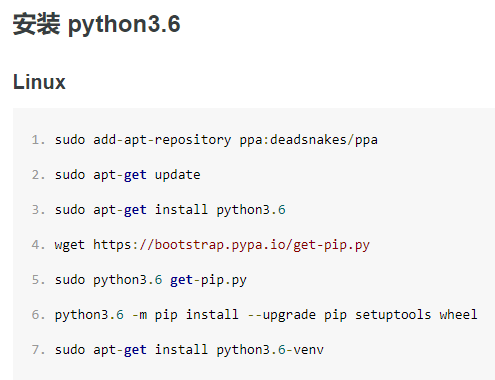 安装 python3.6
Linux
1. sudo add-apt-repository ppa:deadsnakes/ppa
2. sudo apt-get update
3. sudo apt-get install python3.6
4. wget https://bootstrap.pypa.io/get-pip.py
5. sudo python3.6 get-pip.py
6. python3.6 -m pip install --upgrade pip setuptools wheel
7. sudo apt-get install python3.6-venv